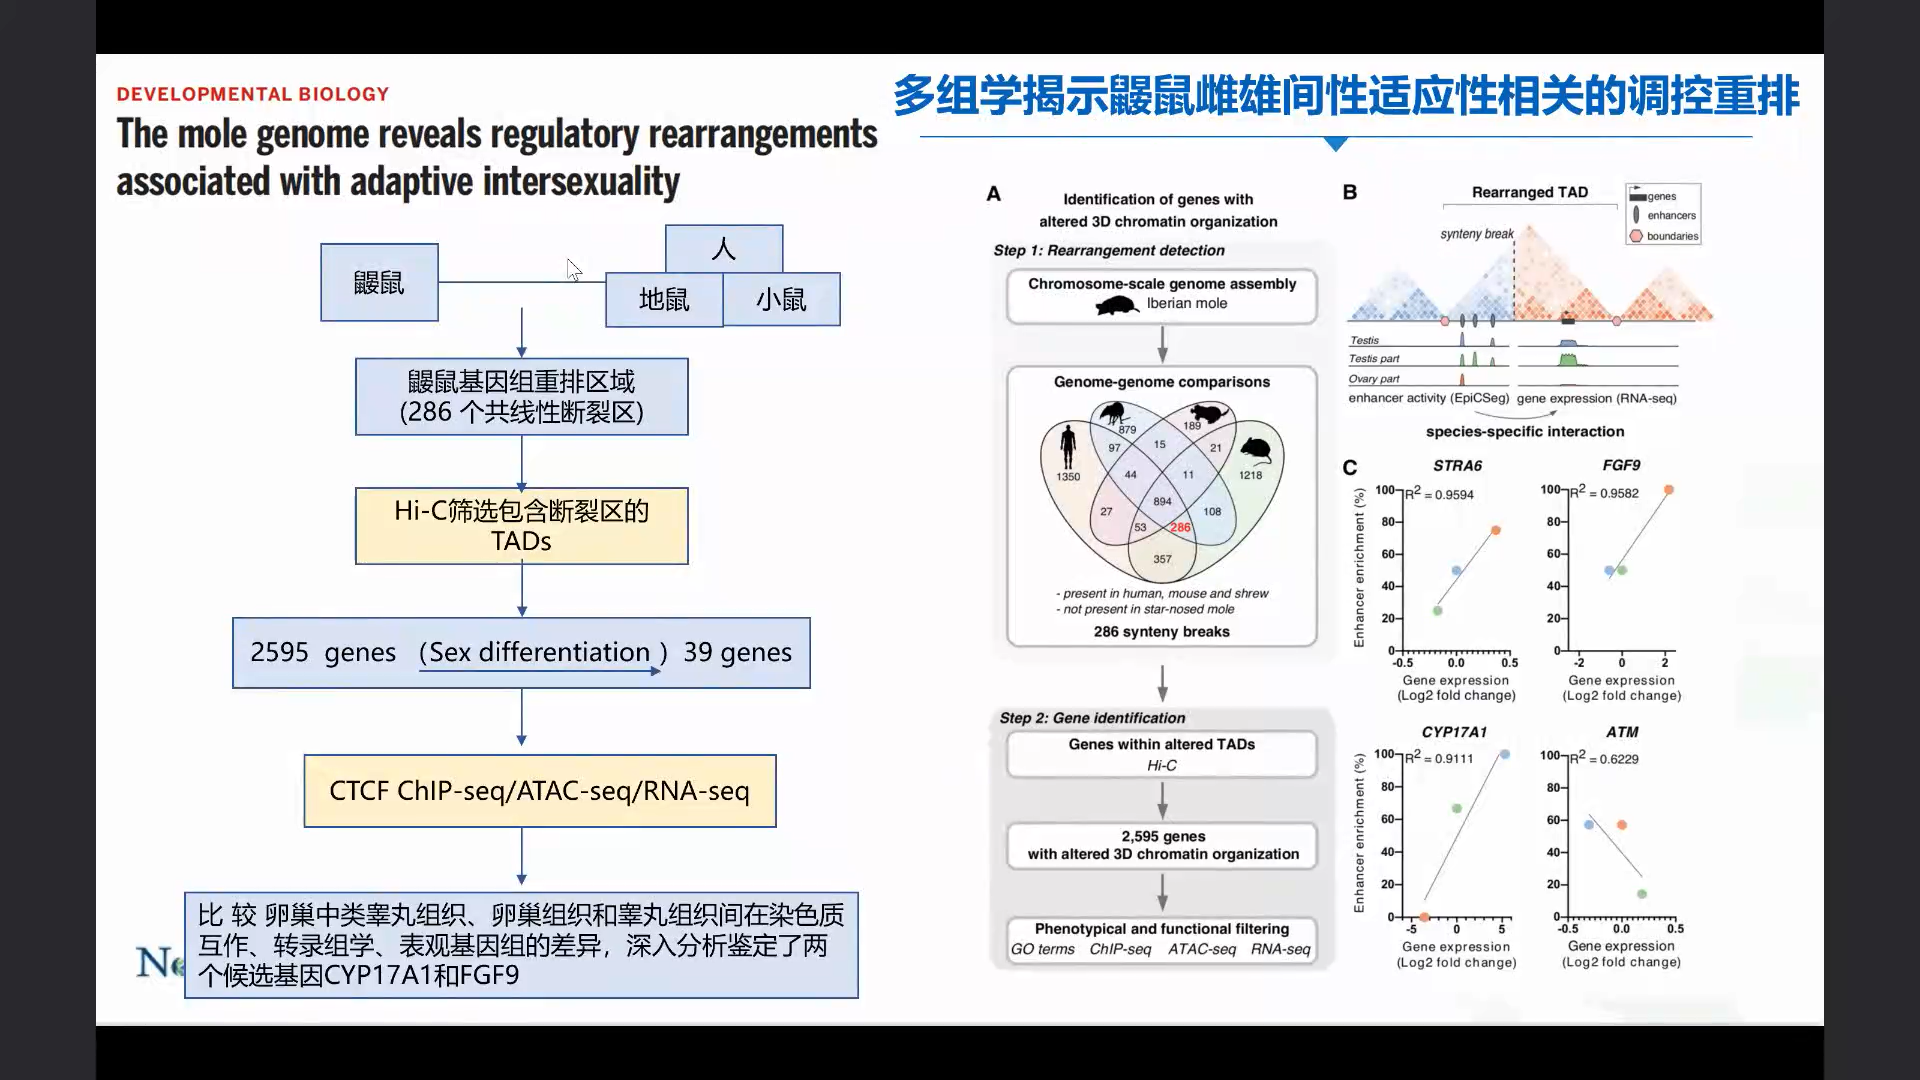 DEVELOPMENTAL BIOLOGY
The mole genome reveals regulatory rearrangements
associated with adaptive intersexuality
多组学揭示鼹鼠雌雄间性适应性相关的调控重排
鼹鼠
人
地鼠
小鼠
鼹鼠基因组重排区域
(286 个共线性断裂区)
Hi-C筛选包含断裂区的
TADs
2595 genes （Sex differentiation ）39 genes
CTCF ChIP-seq/ATAC-seq/RNA-seq
比 较 卵巢中类睾丸组织、卵巢组织和睾丸组织间在染色质
互作、转录组学、表观基因组的差异，深入分析鉴定了两
个候选基因CYP17A1和FGF9
A
Identification of genes with
altered 3D chromatin organization
Step 1: Rearrangement detection
Chromosome-scale genome assembly
Iberian mole
Genome-genome comparisons
879
189
97
15
21
1350
44
11
1218
894
27
108
53
286
357
- present in human, mouse and shrew
- not present in star-nosed mole
286 synteny breaks
Step 2: Gene identification
Genes within altered TADs
Hi-C
2,595 genes
with altered 3D chromatin organization
Phenotypical and functional filtering
GO terms ChIP-seq ATAC-seq RNA-seq
B
Rearranged TAD
genes
enhancers
boundaries
synteny break
Testis
Testis part
Ovary part
enhancer activity (EpiCSeg) gene expression (RNA-seq)
species-specific interaction
C
STRA6
R2 = 0.9594
Enhancer enrichment (%)
100
80
60
40
20
0
-0.5 0.0 0.5
Gene expression
(Log2 fold change)
FGF9
R2 = 0.9582
100
80
60
40
20
0
-2 0 2
Gene expression
(Log2 fold change)
CYP17A1
R2 = 0.9111
Enhancer enrichment (%)
100
80
60
40
20
0
-5 0 5
Gene expression
(Log2 fold change)
ATM
R2 = 0.6229
100
80
60
40
20
0
-0.5 0.0 0.5
Gene expression
(Log2 fold change)